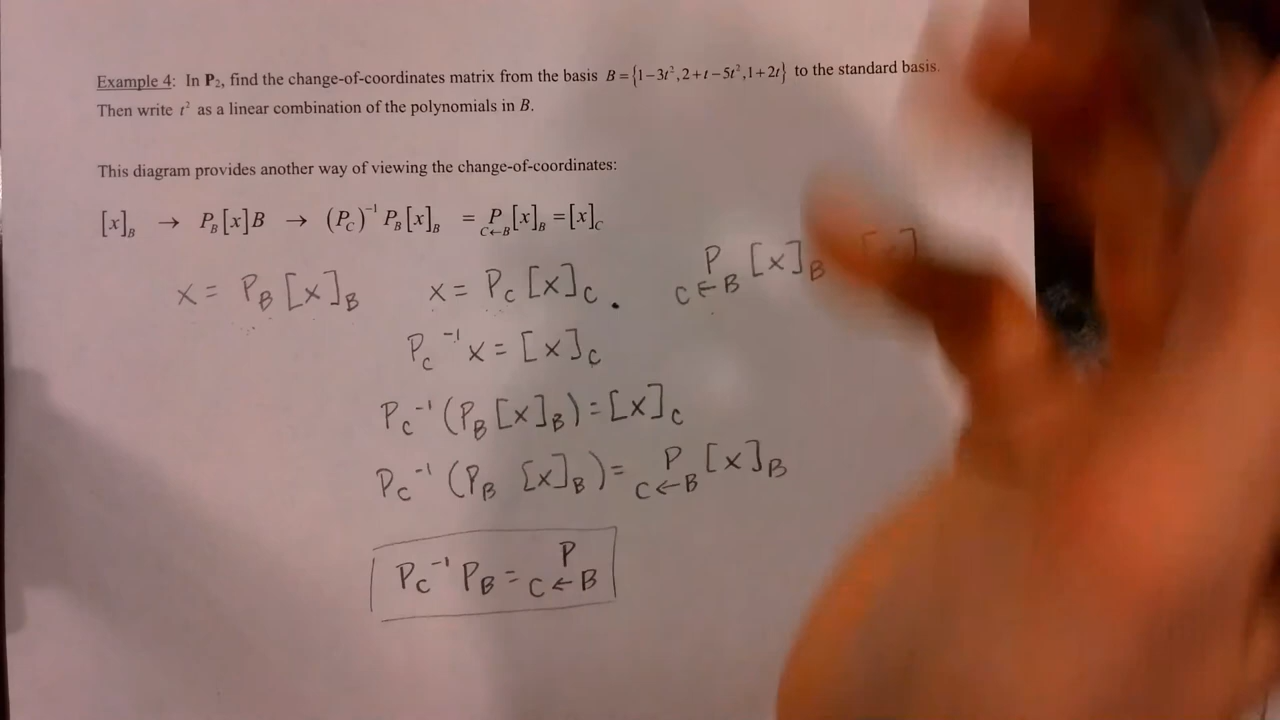 Example 4: In P₂, find the change-of-coordinates matrix from the basis B = {1−3t², 2+t−5t², 1+2t} to the standard basis.
Then write t² as a linear combination of the polynomials in B.
This diagram provides another way of viewing the change-of-coordinates:
[x]_B → P_B[x]B → (P_C)⁻¹ P_B[x]_B = P_{C←B}[x]_B = [x]_C
x = P_B [x]_B x = P_C [x]_C . P_{C←B} [x]_B
P_C⁻¹ x = [x]_C
P_C⁻¹ (P_B [x]_B) = [x]_C
P_C⁻¹ (P_B [x]_B) = P_{C←B} [x]_B
P_C⁻¹ P_B = P_{C←B}